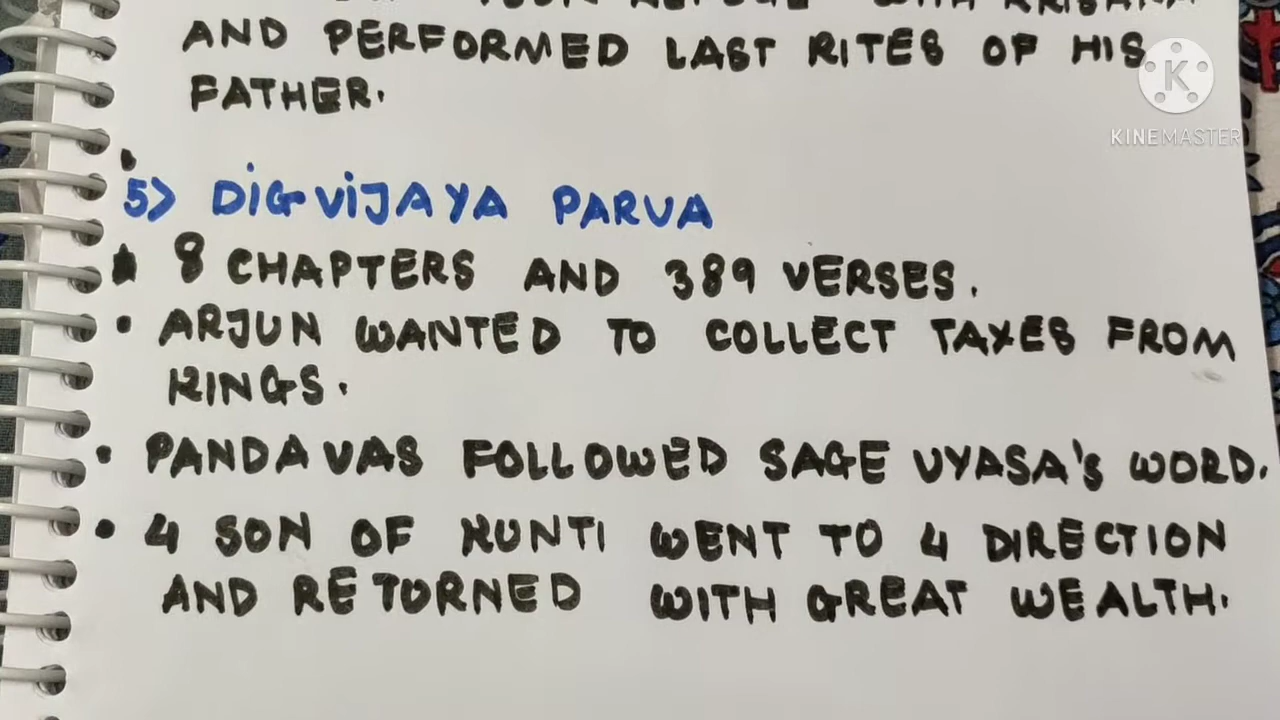 AND PERFORMED LAST RITES OF HIS
FATHER.
K
KINEMASTER
5> DIGVIJAYA PARVA
8 CHAPTERS AND 389 VERSES.
• ARJUN WANTED TO COLLECT TAXES FROM
KINGS.
• PANDAVAS FOLLOWED SAGE VYASA'S WORD.
• 4 SON OF KUNTI WENT TO 4 DIRECTION
AND RETORNED WITH GREAT WEALTH.